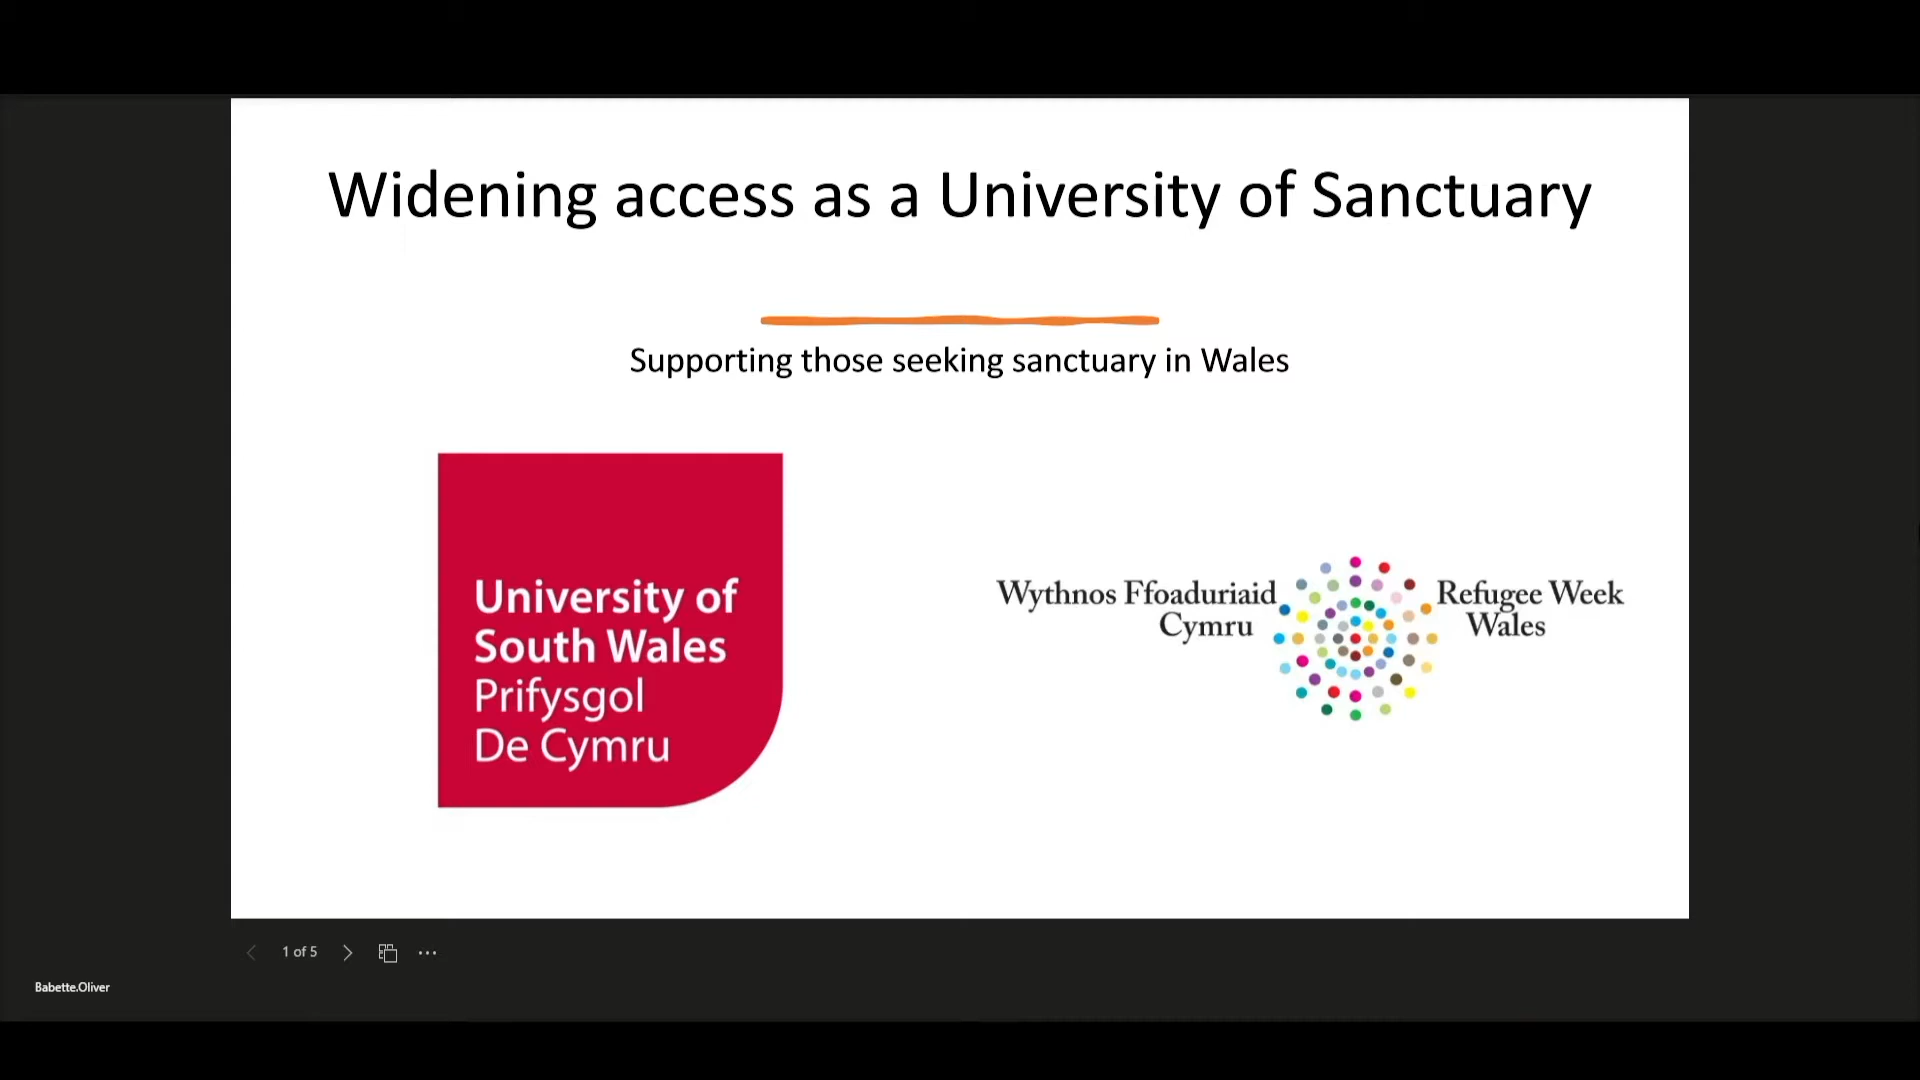 Widening access as a University of Sanctuary
Supporting those seeking sanctuary in Wales
University of
South Wales
Prifysgol
De Cymru
Wythnos Ffoaduriaid
Cymru
Refugee Week
Wales
1 of 5
Babette.Oliver